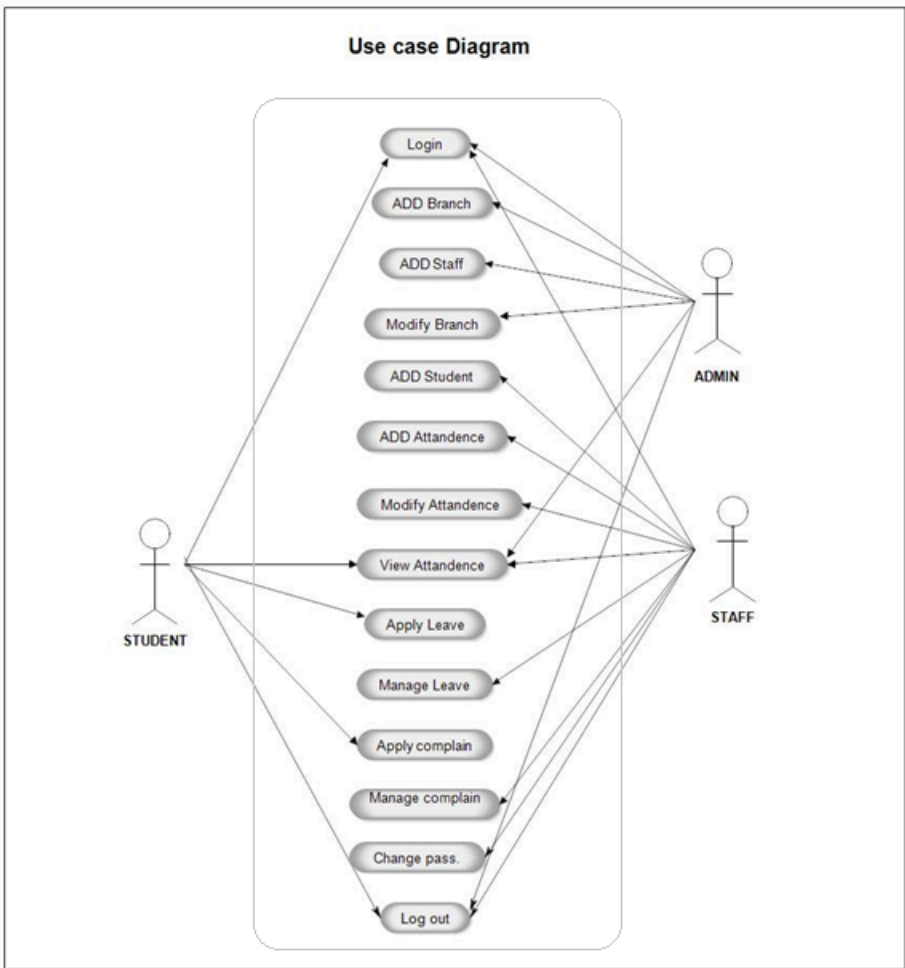 Use case Diagram
Login
ADD Branch
ADD Staff
Modify Branch
ADMIN
ADD Student
ADD Attandence
Modify Attandence
View Attandence
STAFF
Apply Leave
STUDENT
Manage Leave
Apply complain
Manage complain
Change pass.
Log out